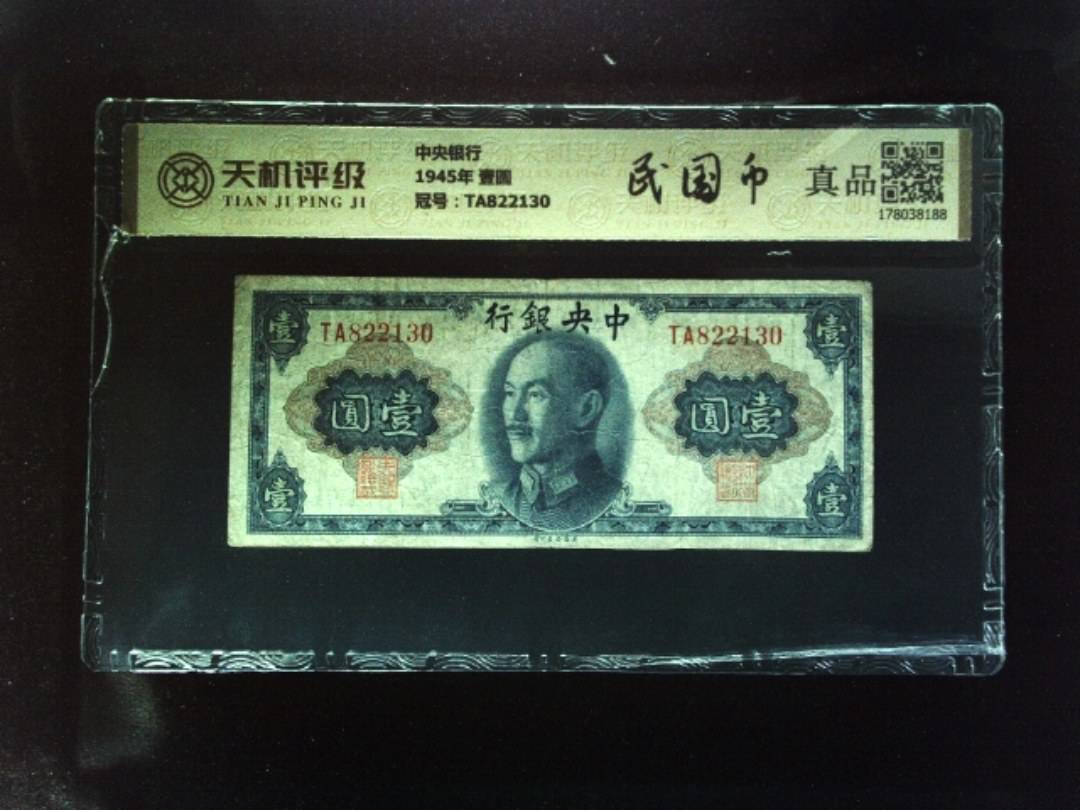 天机评级
TIAN JI PING JI
中央银行
1945年 壹圆
冠号：TA822130
民国币
真品
178038188
行銀央中
TA822130
TA822130
壹
壹
圓壹
圓壹
壹
壹